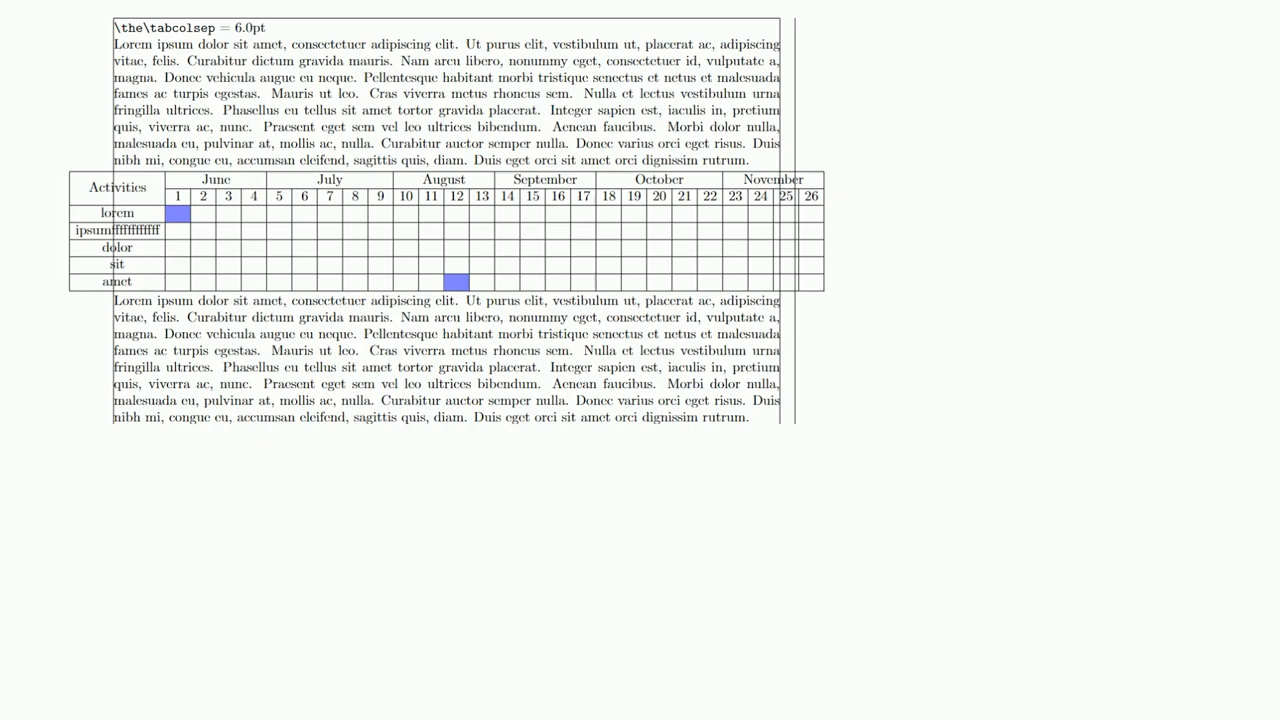 \the\tabcolsep = 6.0pt
Lorem ipsum dolor sit amet, consectetuer adipiscing elit. Ut purus elit, vestibulum ut, placerat ac, adipiscing
vitae, felis. Curabitur dictum gravida mauris. Nam arcu libero, nonummy eget, consectetuer id, vulputate a,
magna. Donec vehicula augue eu neque. Pellentesque habitant morbi tristique senectus et netus et malesuada
fames ac turpis egestas. Mauris ut leo. Cras viverra metus rhoncus sem. Nulla et lectus vestibulum urna
fringilla ultrices. Phasellus eu tellus sit amet tortor gravida placerat. Integer sapien est, iaculis in, pretium
quis, viverra ac, nunc. Praesent eget sem vel leo ultrices bibendum. Aenean faucibus. Morbi dolor nulla,
malesuada eu, pulvinar at, mollis ac, nulla. Curabitur auctor semper nulla. Donec varius orci eget risus. Duis
nibh mi, congue eu, accumsan eleifend, sagittis quis, diam. Duis eget orci sit amet orci dignissim rutrum.
Activities June July August September October November
1 2 3 4 5 6 7 8 9 10 11 12 13 14 15 16 17 18 19 20 21 22 23 24 25 26
lorem
ipsumffffffffffff
dolor
sit
amet
Lorem ipsum dolor sit amet, consectetuer adipiscing elit. Ut purus elit, vestibulum ut, placerat ac, adipiscing
vitae, felis. Curabitur dictum gravida mauris. Nam arcu libero, nonummy eget, consectetuer id, vulputate a,
magna. Donec vehicula augue eu neque. Pellentesque habitant morbi tristique senectus et netus et malesuada
fames ac turpis egestas. Mauris ut leo. Cras viverra metus rhoncus sem. Nulla et lectus vestibulum urna
fringilla ultrices. Phasellus eu tellus sit amet tortor gravida placerat. Integer sapien est, iaculis in, pretium
quis, viverra ac, nunc. Praesent eget sem vel leo ultrices bibendum. Aenean faucibus. Morbi dolor nulla,
malesuada eu, pulvinar at, mollis ac, nulla. Curabitur auctor semper nulla. Donec varius orci eget risus. Duis
nibh mi, congue eu, accumsan eleifend, sagittis quis, diam. Duis eget orci sit amet orci dignissim rutrum.